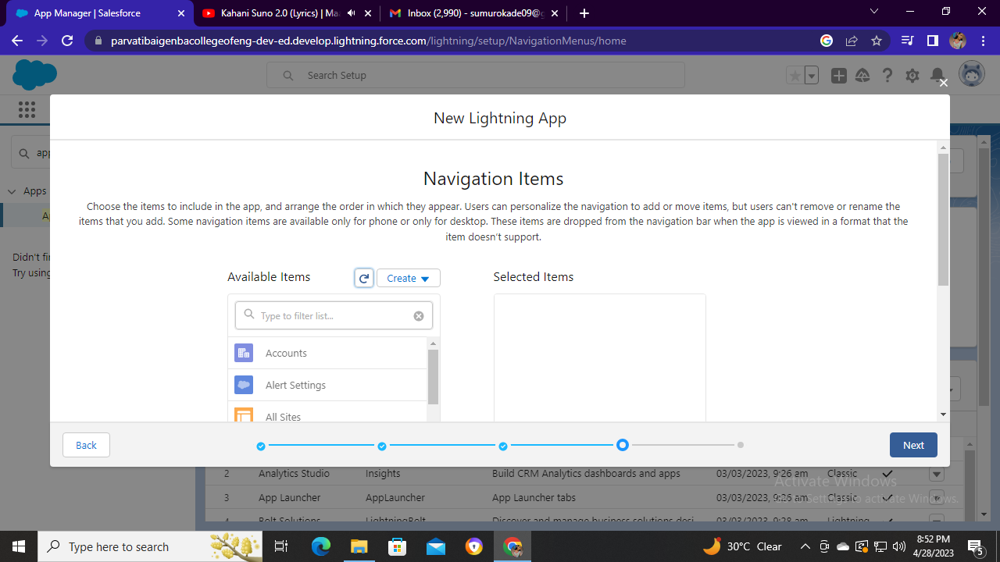 App Manager | Salesforce
Kahani Suno 2.0 (Lyrics) | Ma
Inbox (2,990) - sumurokade09@g
parvatibaigenbacollegeofeng-dev-ed.develop.lightning.force.com/lightning/setup/NavigationMenus/home
Search Setup
New Lightning App
app
Navigation Items
Apps
Choose the items to include in the app, and arrange the order in which they appear. Users can personalize the navigation to add or move items, but users can't remove or rename the
items that you add. Some navigation items are available only for phone or only for desktop. These items are dropped from the navigation bar when the app is viewed in a format that the
item doesn't support.
Didn't fi
Try using
Available Items
Create
Selected Items
Type to filter list...
Accounts
Alert Settings
All Sites
Back
Next
2 Analytics Studio Insights Build CRM Analytics dashboards and apps 03/03/2023, 9:26 am Classic
Activate Windows
3 App Launcher AppLauncher App Launcher tabs 03/03/2023, 9:26 am Classic
Go to Settings to activate Windows.
4 Bolt Solutions LightningBolt Discover and manage business solutions desi 03/03/2023, 9:28 am Lightning
Type here to search
30°C Clear
8:52 PM
4/28/2023
5